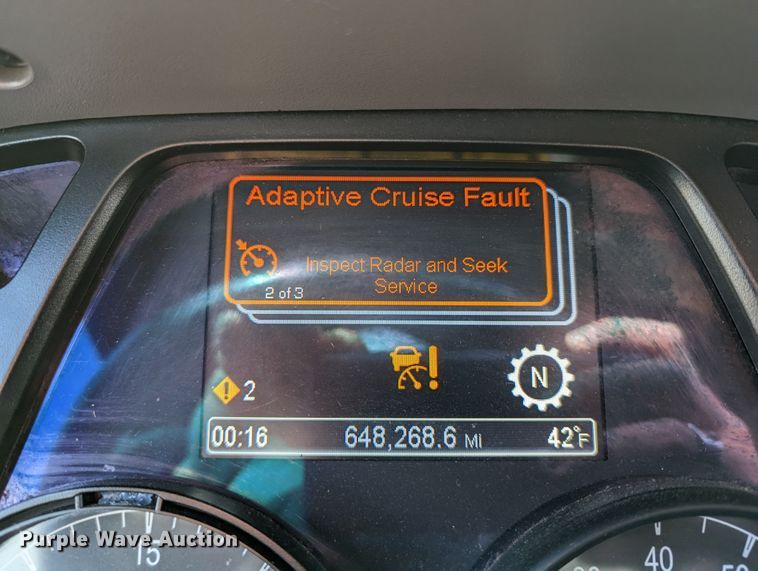 Adaptive Cruise Fault
Inspect Radar and Seek
Service
2 of 3
2
N
00:16
648,268.6 MI
42°F
15
40
Purple Wave Auction